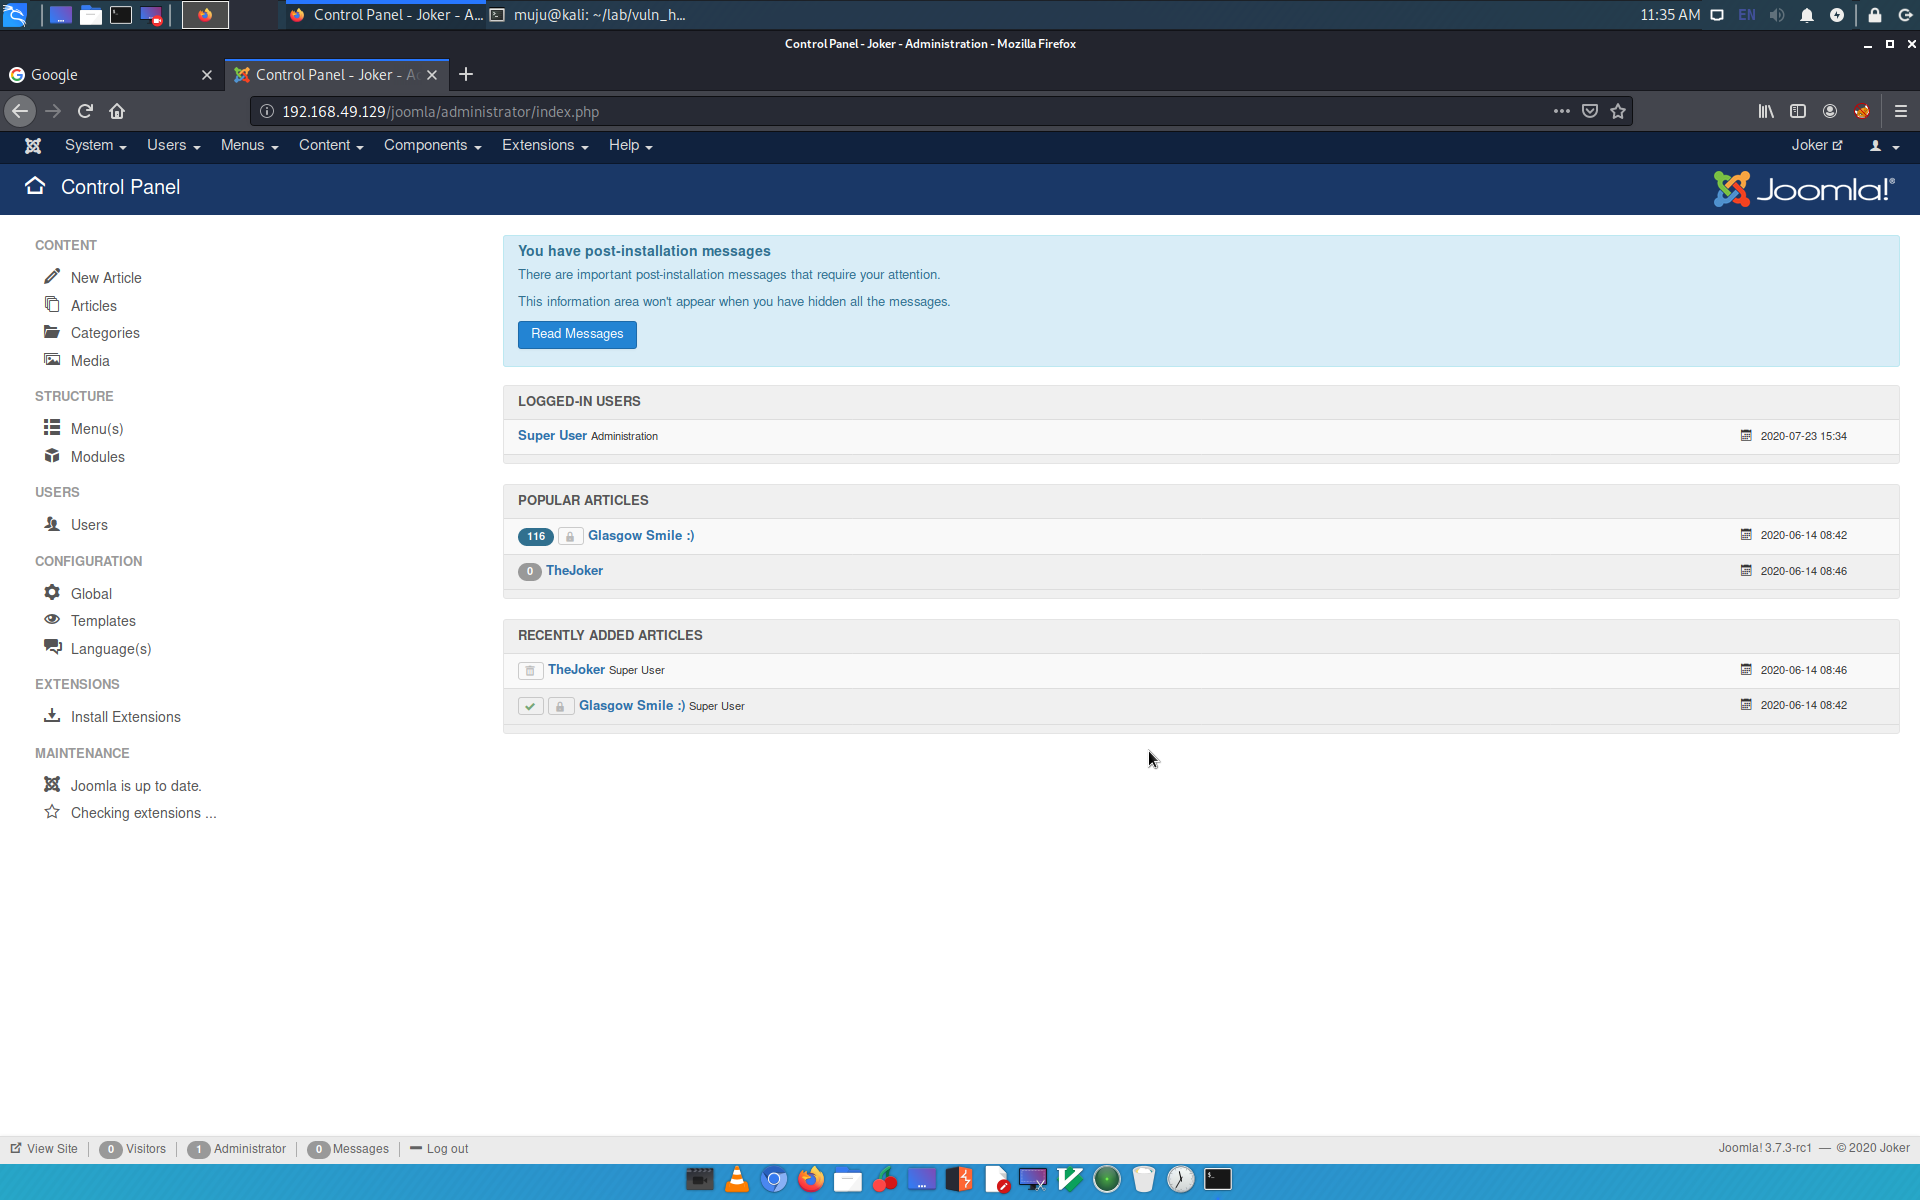 Control Panel - Joker - A...
muju@kali: ~/lab/vuln_h...
11:35 AM
EN
Control Panel - Joker - Administration - Mozilla Firefox
Google
Control Panel - Joker - A
192.168.49.129/joomla/administrator/index.php
System
Users
Menus
Content
Components
Extensions
Help
Joker
Control Panel
Joomla!®
CONTENT
New Article
Articles
Categories
Media
STRUCTURE
Menu(s)
Modules
USERS
Users
CONFIGURATION
Global
Templates
Language(s)
EXTENSIONS
Install Extensions
MAINTENANCE
Joomla is up to date.
Checking extensions ...
You have post-installation messages
There are important post-installation messages that require your attention.
This information area won't appear when you have hidden all the messages.
Read Messages
LOGGED-IN USERS
Super User Administration 2020-07-23 15:34
POPULAR ARTICLES
116 Glasgow Smile :) 2020-06-14 08:42
0 TheJoker 2020-06-14 08:46
RECENTLY ADDED ARTICLES
TheJoker Super User 2020-06-14 08:46
Glasgow Smile :) Super User 2020-06-14 08:42
View Site 0 Visitors 1 Administrator 0 Messages Log out
Joomla! 3.7.3-rc1 — © 2020 Joker